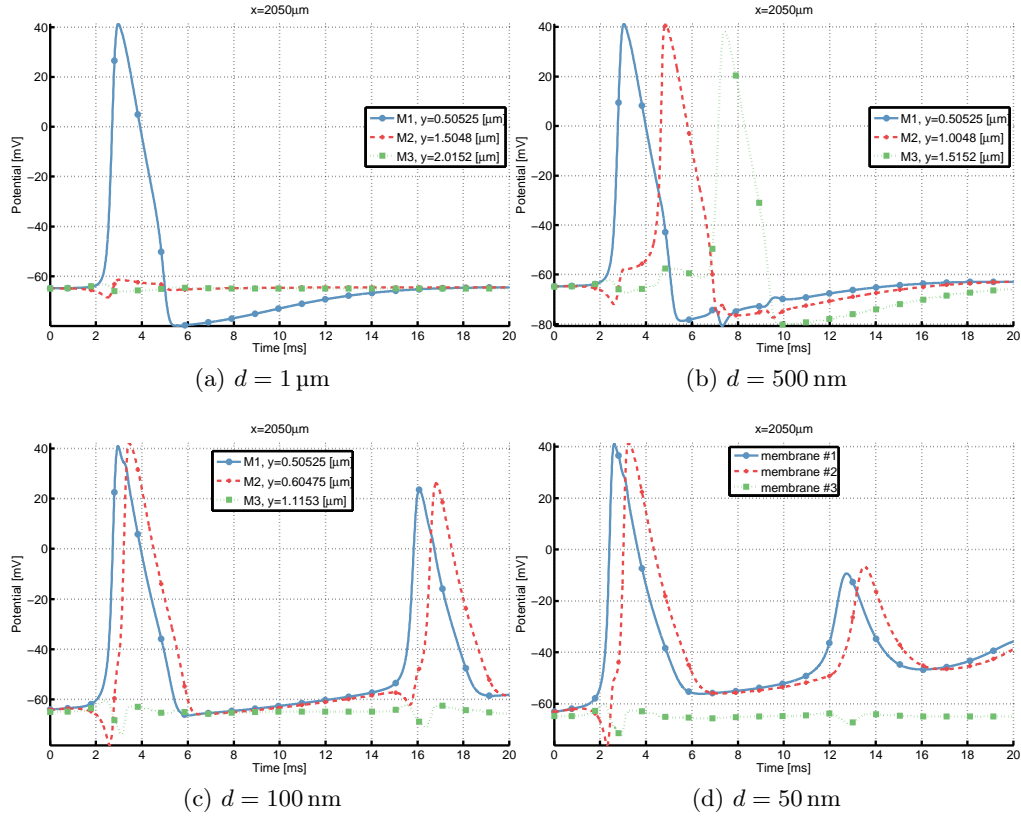 x=2050µm
40
20
0
−20
−40
−60
Potential [mV]
M1, y=0.50525 [µm]
M2, y=1.5048 [µm]
M3, y=2.0152 [µm]
0 2 4 6 8 10 12 14 16 18 20
Time [ms]
(a) d = 1 µm
x=2050µm
40
20
0
−20
−40
−60
−80
Potential [mV]
M1, y=0.50525 [µm]
M2, y=1.0048 [µm]
M3, y=1.5152 [µm]
0 2 4 6 8 10 12 14 16 18 20
Time [ms]
(b) d = 500 nm
x=2050µm
40
20
0
−20
−40
−60
Potential [mV]
M1, y=0.50525 [µm]
M2, y=0.60475 [µm]
M3, y=1.1153 [µm]
0 2 4 6 8 10 12 14 16 18 20
Time [ms]
(c) d = 100 nm
x=2050µm
40
20
0
−20
−40
−60
Potential [mV]
membrane #1
membrane #2
membrane #3
0 2 4 6 8 10 12 14 16 18 20
Time [ms]
(d) d = 50 nm